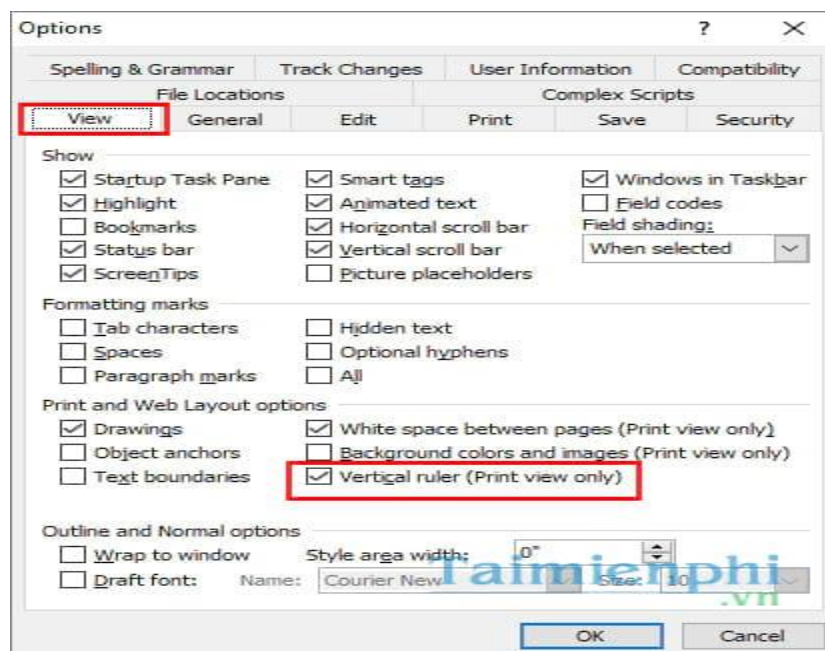 Options ?
Spelling & Grammar Track Changes User Information Compatibility
File Locations Complex Scripts
View General Edit Print Save Security
Show
Startup Task Pane Smart tags Windows in Taskbar
Highlight Animated text Field codes
Bookmarks Horizontal scroll bar Field shading:
Status bar Vertical scroll bar When selected
ScreenTips Picture placeholders
Formatting marks
Tab characters Hidden text
Spaces Optional hyphens
Paragraph marks All
Print and Web Layout options
Drawings White space between pages (Print view only)
Object anchors Background colors and images (Print view only)
Text boundaries Vertical ruler (Print view only)
Outline and Normal options
Wrap to window Style area width: 0"
Draft font: Name: Courier New Size: 10
Taimienphi
.vn
OK Cancel